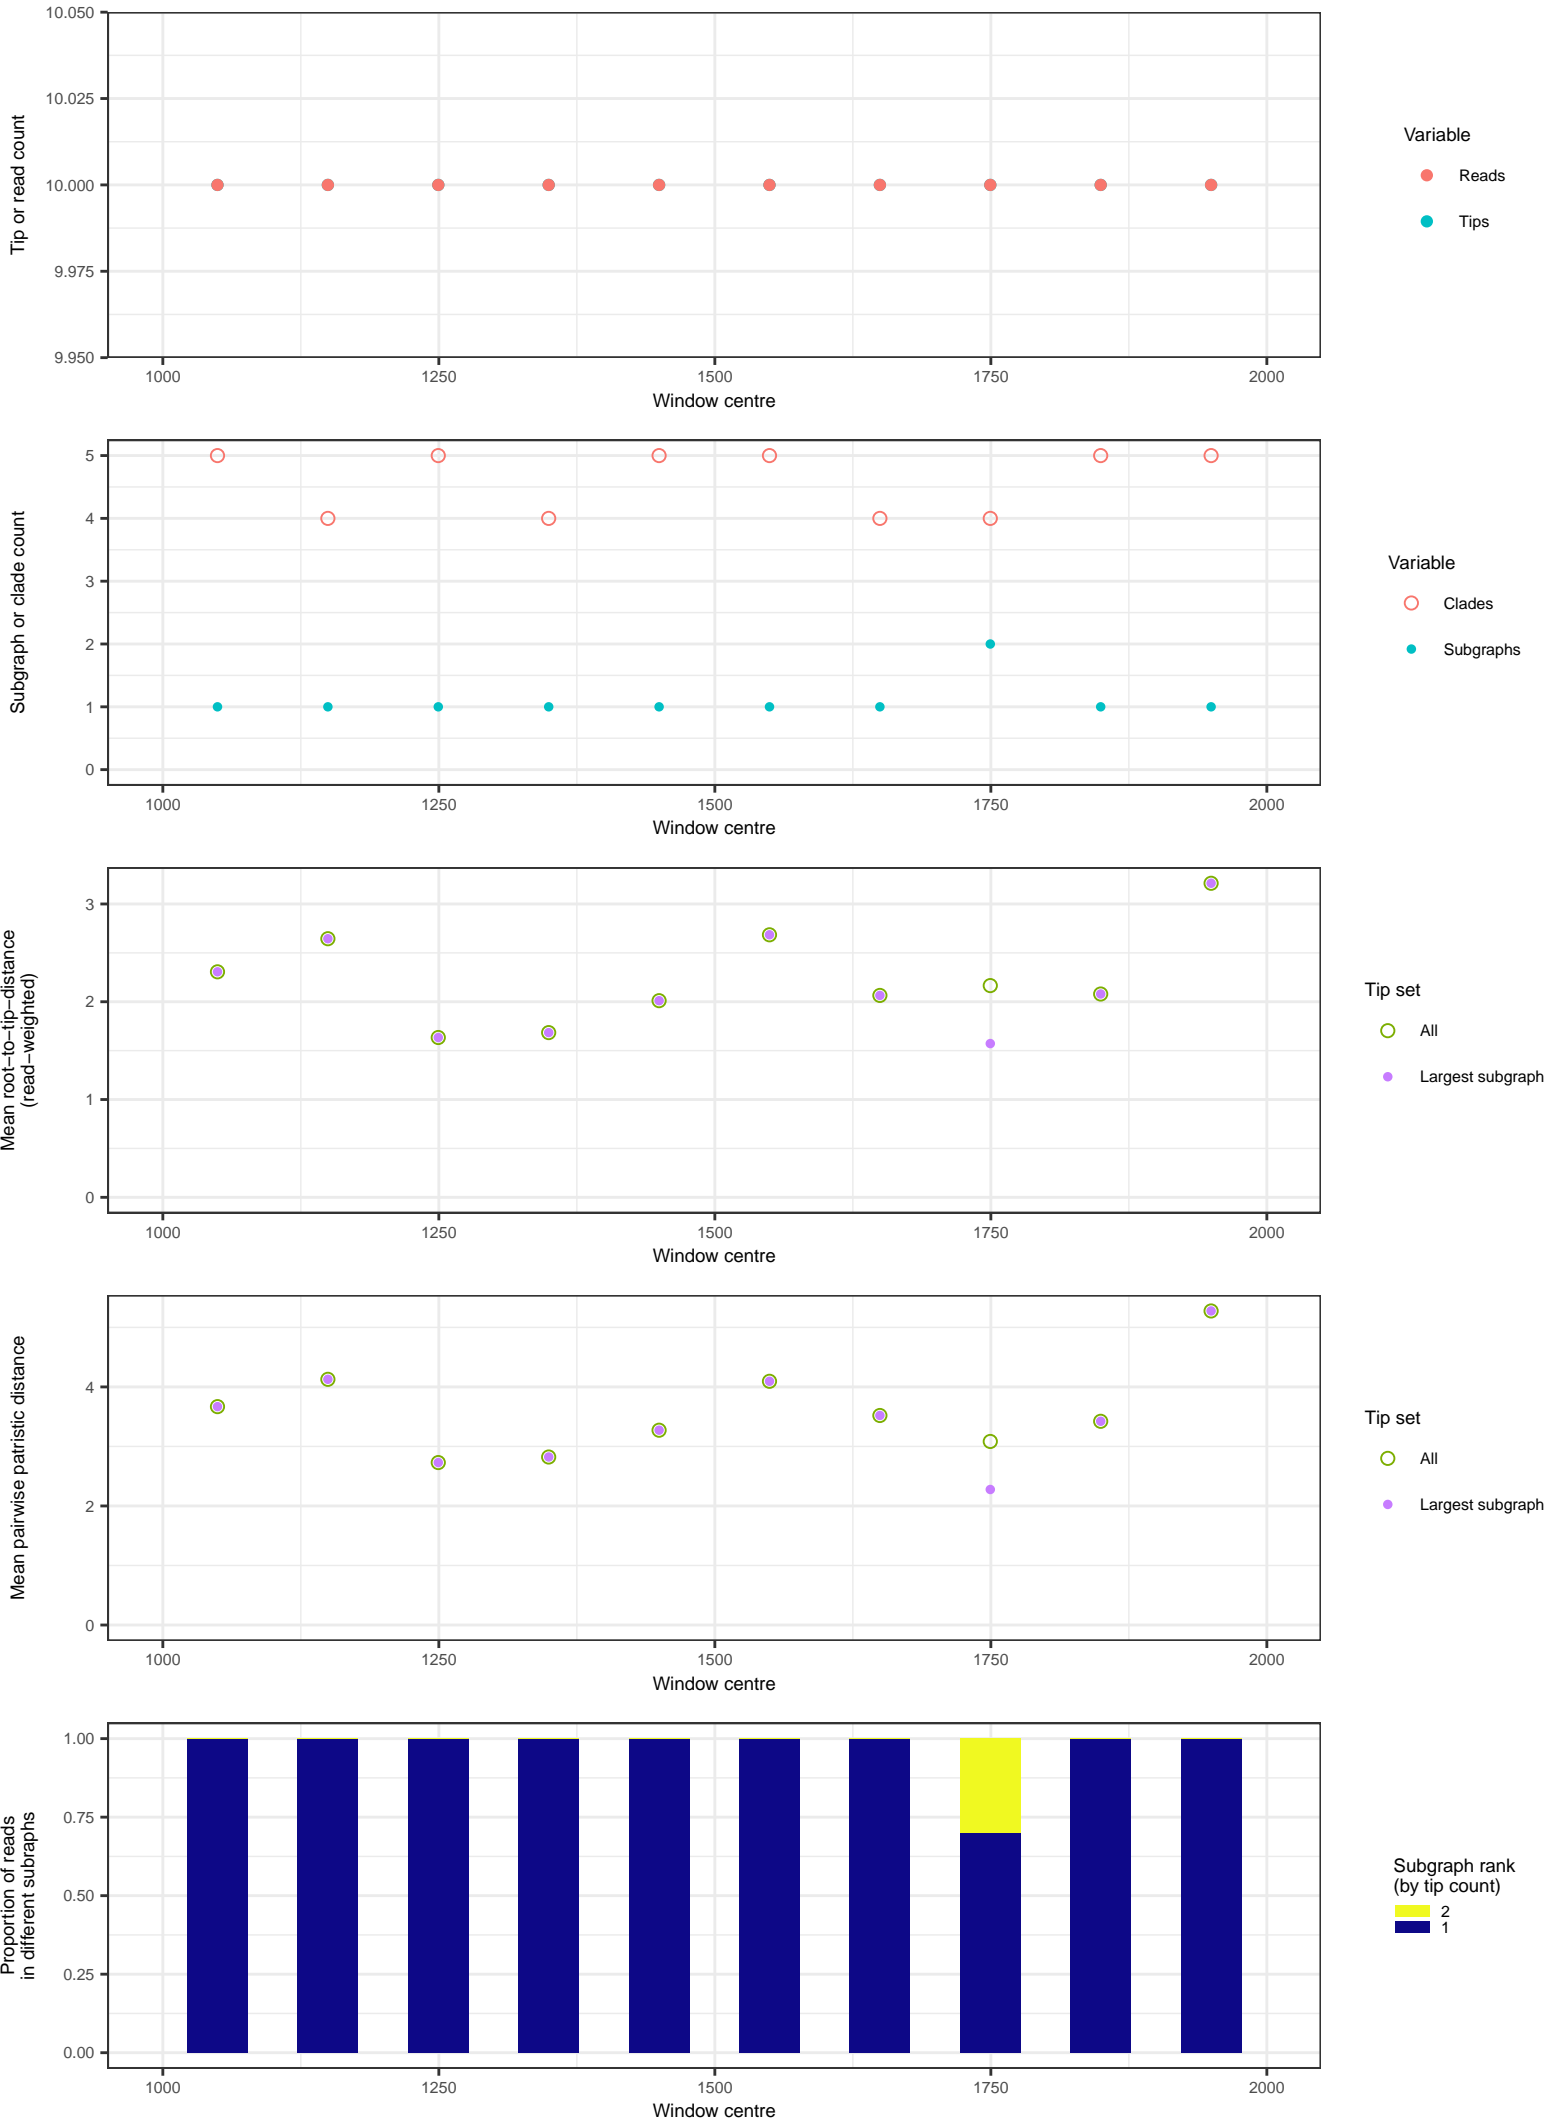 10.050
10.025
10.000
9.975
9.950
Tip or read count
1000 1250 1500 1750 2000
Window centre
Variable
Reads
Tips
5
4
3
2
1
0
Subgraph or clade count
1000 1250 1500 1750 2000
Window centre
Variable
Clades
Subgraphs
3
2
1
0
Mean root−to−tip−distance
(read−weighted)
1000 1250 1500 1750 2000
Window centre
Tip set
All
Largest subgraph
4
2
0
Mean pairwise patristic distance
1000 1250 1500 1750 2000
Window centre
Tip set
All
Largest subgraph
1.00
0.75
0.50
0.25
0.00
Proportion of reads
in different subraphs
1000 1250 1500 1750 2000
Window centre
Subgraph rank
(by tip count)
2
1